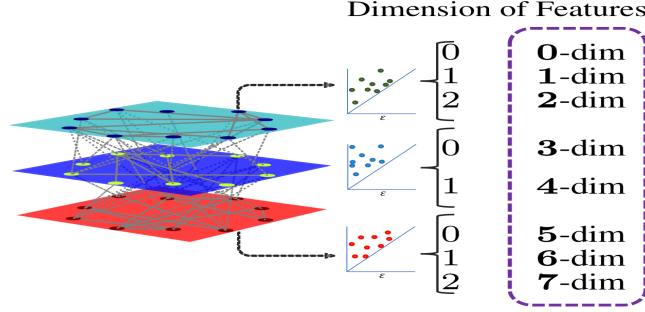 Dimension of Features
0
1
2
0-dim
1-dim
2-dim
ε
0
1
3-dim
4-dim
0
1
2
5-dim
6-dim
7-dim
ε